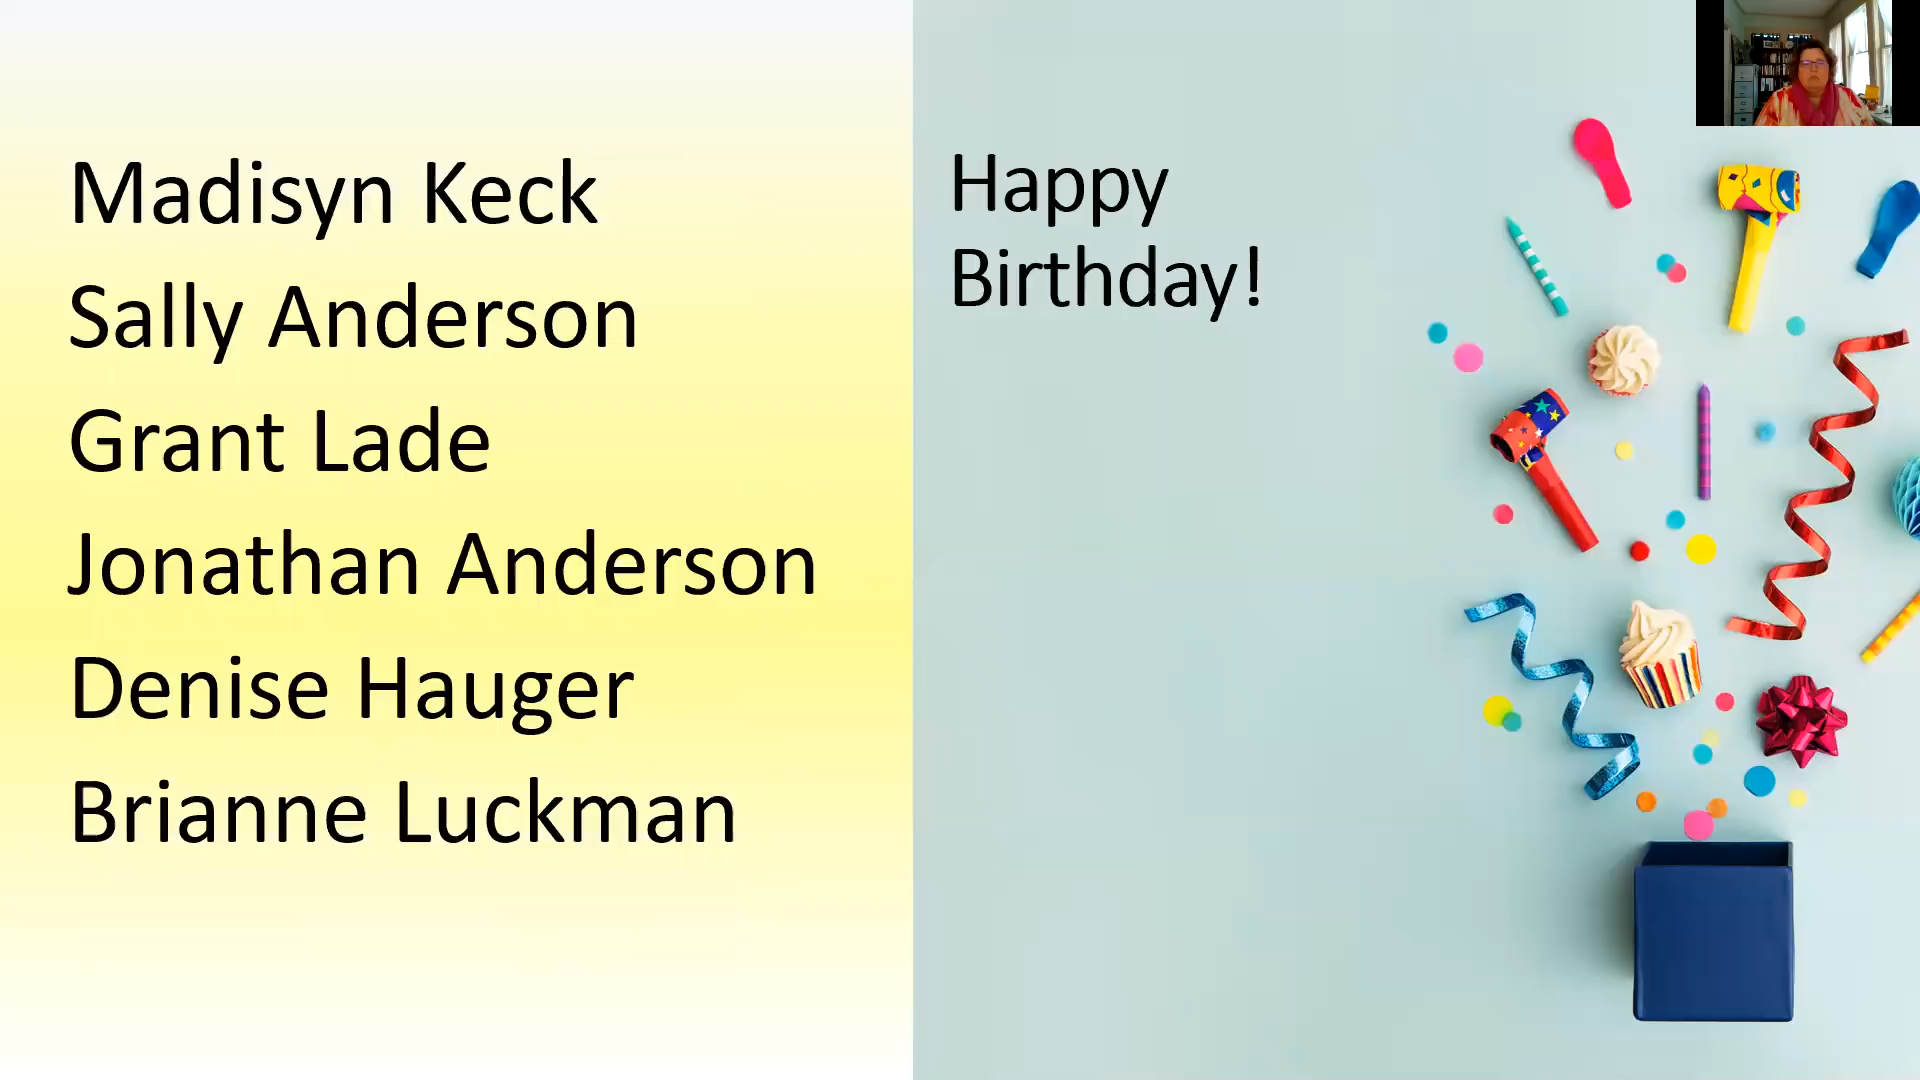 Madisyn Keck
Sally Anderson
Grant Lade
Jonathan Anderson
Denise Hauger
Brianne Luckman
Happy
Birthday!